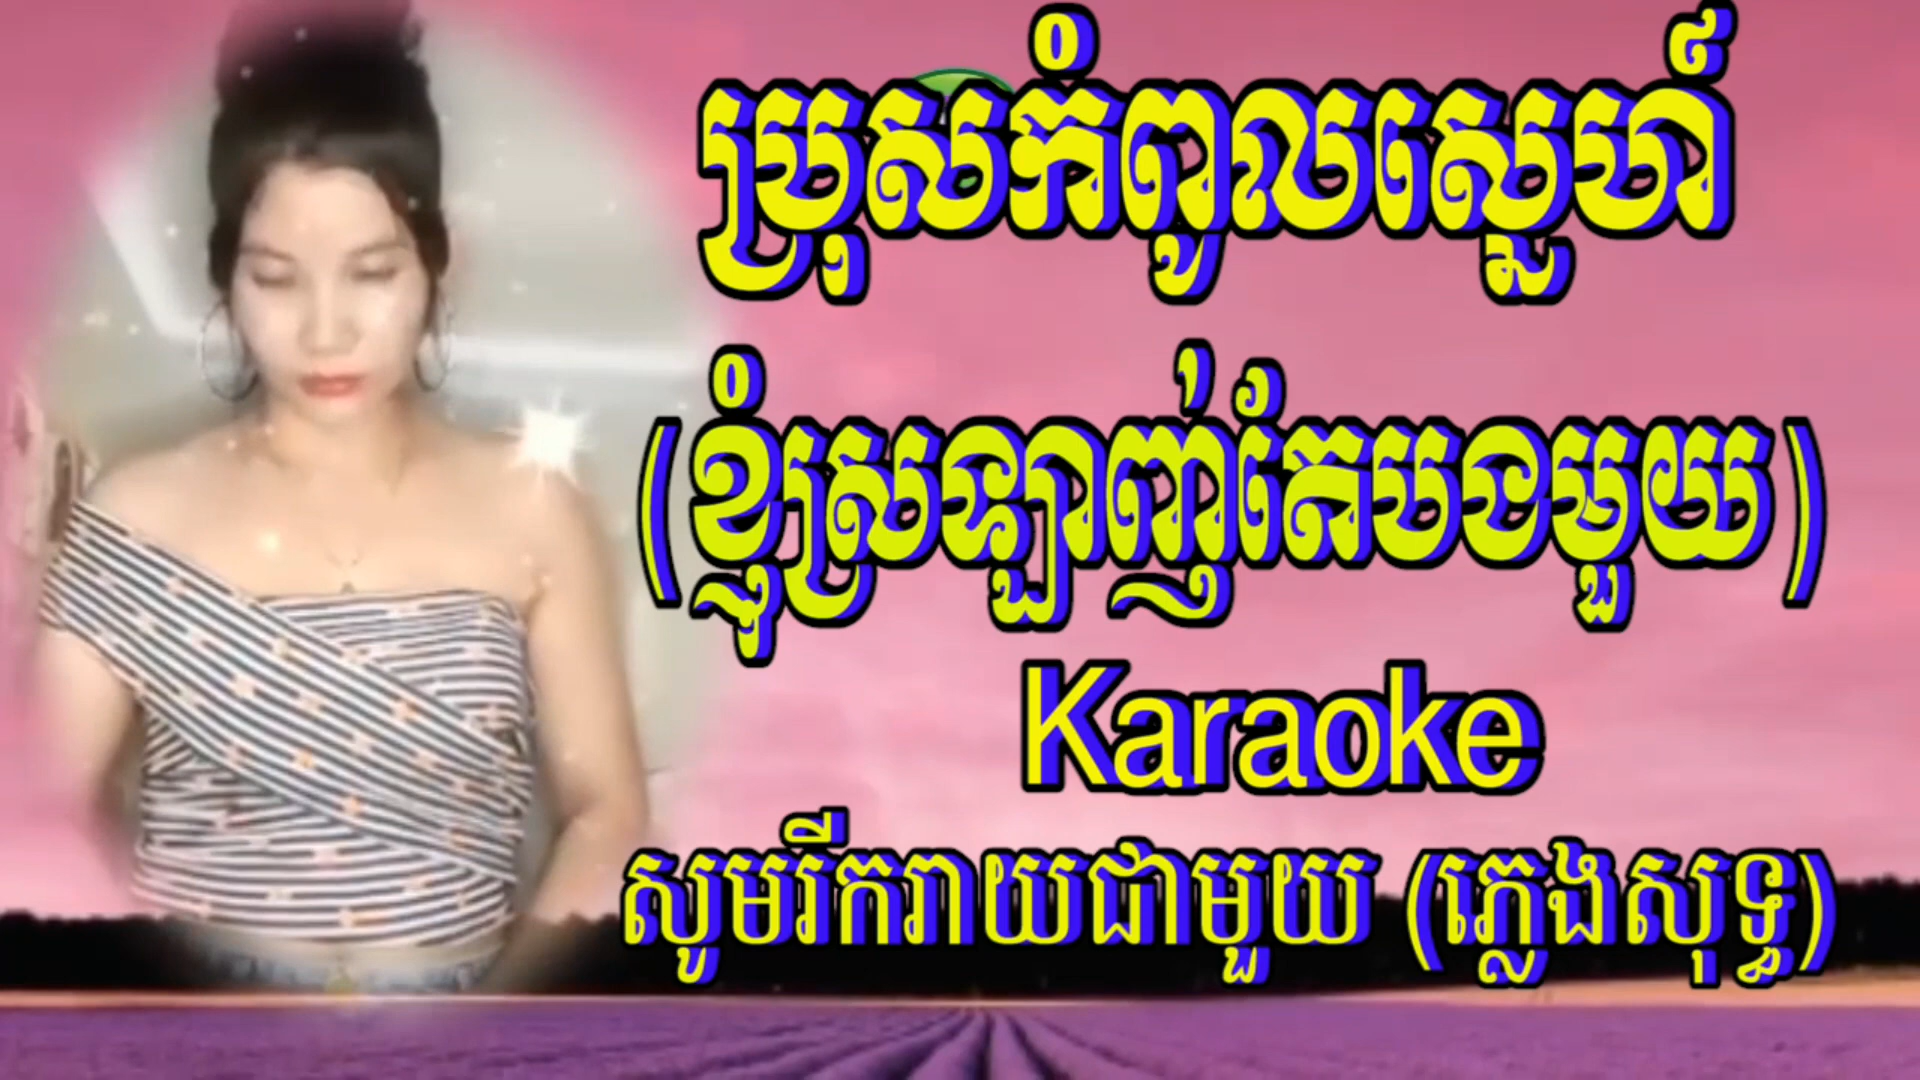 ប្រុសកំពូលស្នេហ៍
(ខ្ញុំស្រឡាញ់តែបងមួយ)
Karaoke
សូមរីករាយជាមួយ (ភ្លេងសុទ្ធ)